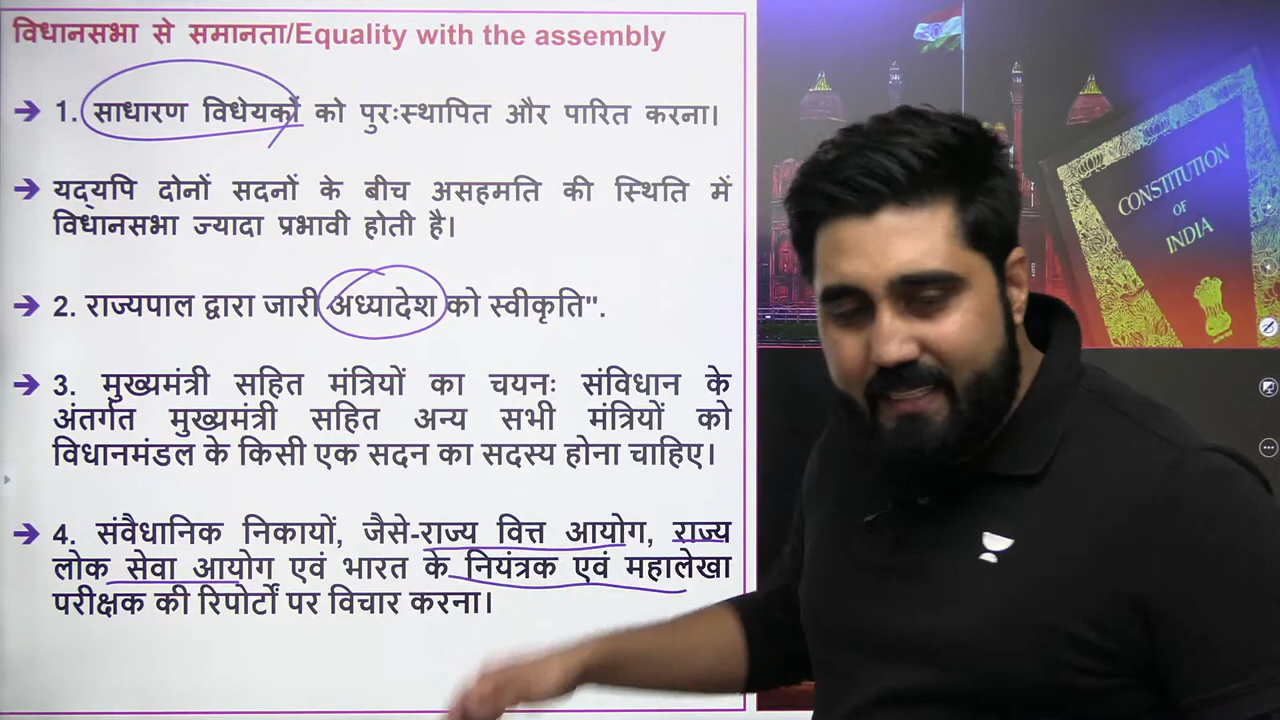 विधानसभा से समानता/Equality with the assembly
→ 1. साधारण विधेयकों को पुरःस्थापित और पारित करना।
→ यद्यपि दोनों सदनों के बीच असहमति की स्थिति में
विधानसभा ज्यादा प्रभावी होती है।
→ 2. राज्यपाल द्वारा जारी अध्यादेश को स्वीकृति".
→ 3. मुख्यमंत्री सहित मंत्रियों का चयनः संविधान के
अंतर्गत मुख्यमंत्री सहित अन्य सभी मंत्रियों को
विधानमंडल के किसी एक सदन का सदस्य होना चाहिए।
→ 4. संवैधानिक निकायों, जैसे-राज्य वित्त आयोग, राज्य
लोक सेवा आयोग एवं भारत के नियंत्रक एवं महालेखा
परीक्षक की रिपोर्टों पर विचार करना।
CONSTITUTION
OF
INDIA